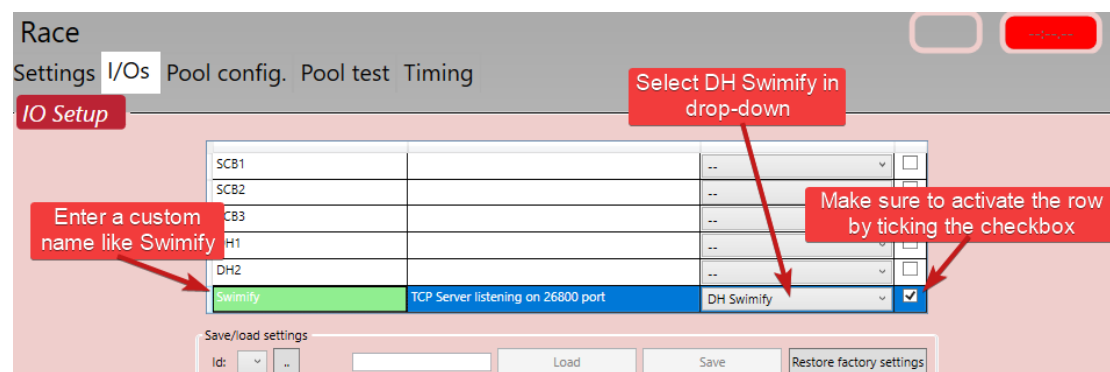 Race
--:--.--
Settings I/Os Pool config. Pool test Timing
Select DH Swimify in
drop-down
IO Setup
SCB1 --
SCB2 --
CB3 --
Make sure to activate the row
by ticking the checkbox
Enter a custom
name like Swimify
H1 --
DH2 --
Swimify TCP Server listening on 26800 port DH Swimify
Save/load settings
Id: .. Load Save Restore factory settings